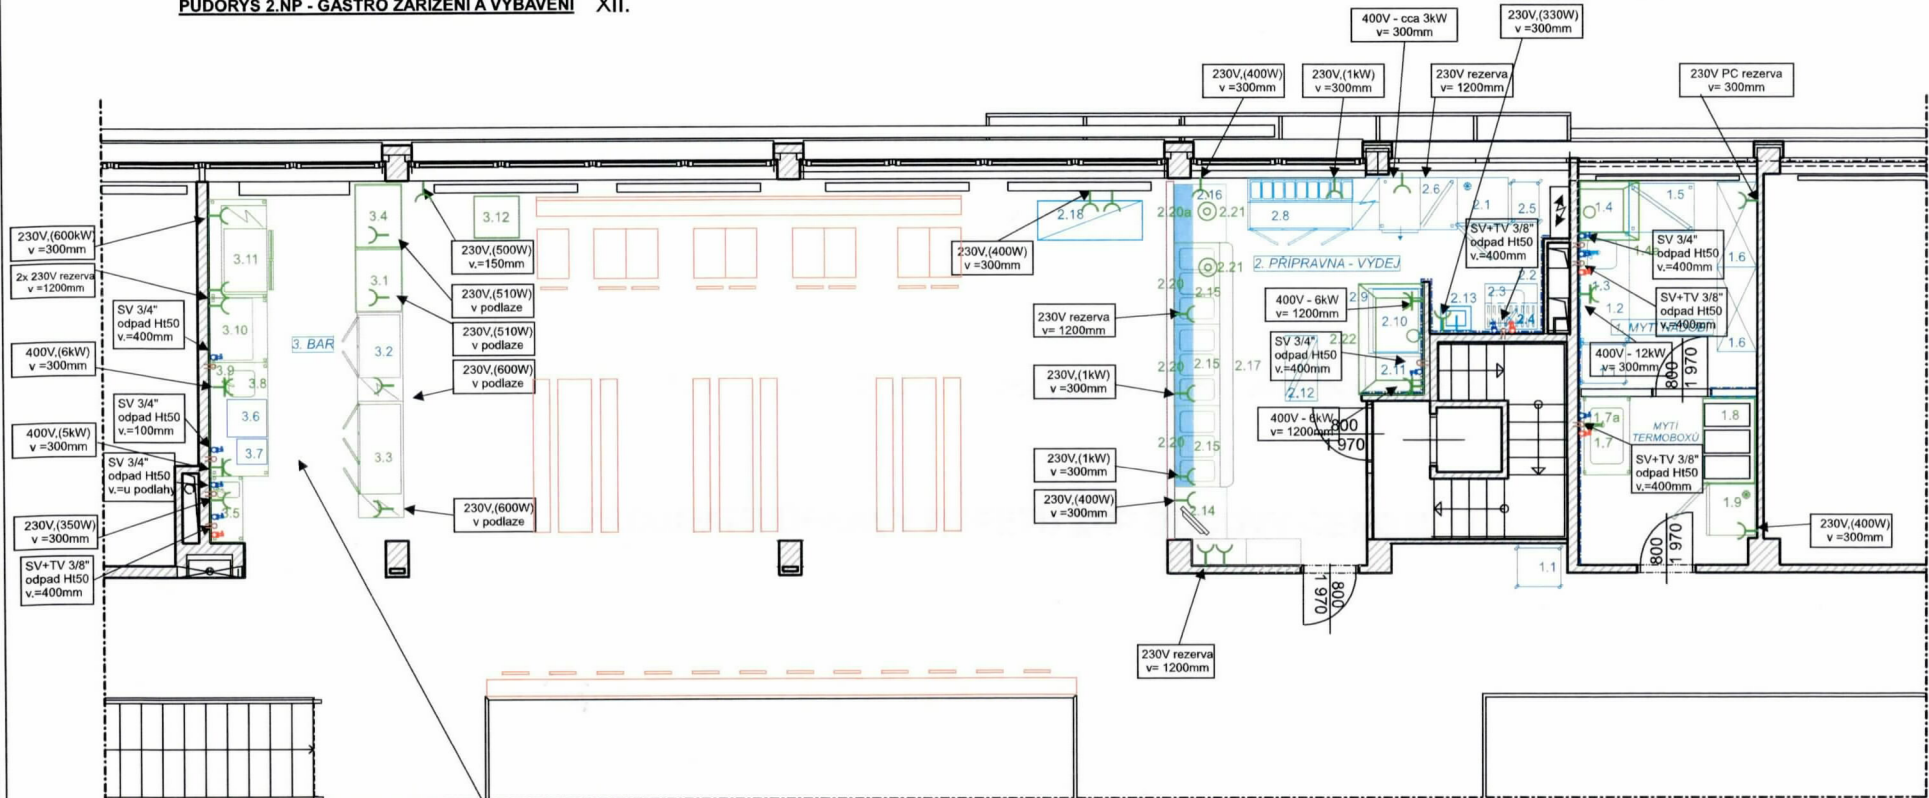 PŮDORYS 2.NP - GASTRO ZAŘÍZENÍ A VYBAVENÍ XII.
400V - cca 3kW
v= 300mm
230V,(330W)
v =300mm
230V,(400W)
v =300mm
230V,(1kW)
v =300mm
230V rezerva
v= 1200mm
230V PC rezerva
v= 300mm
230V,(600kW)
v =300mm
2x 230V rezerva
v =1200mm
SV 3/4"
odpad Ht50
v.=400mm
400V,(6kW)
v =300mm
SV 3/4"
odpad Ht50
v.=100mm
400V,(5kW)
v =300mm
SV 3/4"
odpad Ht50
v.=u podlahy
230V,(350W)
v =300mm
SV+TV 3/8"
odpad Ht50
v.=400mm
3.11
3.10
3.9
3.8
3.6
3.7
3.5
3. BAR
3.4
3.1
3.2
3.3
3.12
230V,(500W)
v.=150mm
230V,(510W)
v podlaze
230V,(510W)
v podlaze
230V,(600W)
v podlaze
230V,(600W)
v podlaze
2.18
230V,(400W)
v =300mm
230V rezerva
v= 1200mm
230V,(1kW)
v =300mm
230V,(1kW)
v =300mm
230V,(400W)
v =300mm
230V rezerva
v= 1200mm
2.16
2.20a
2.21
2.21
2.20
2.15
2.20
2.15
2.17
2.20
2.15
2.14
2.8
2.6
2.1
2.5
2. PŘÍPRAVNA - VÝDEJ
SV+TV 3/8"
odpad Ht50
v.=400mm
2.2
2.3
2.4
2.13
400V - 6kW
v= 1200mm
2.9
2.10
2.22
SV 3/4"
odpad Ht50
v.=400mm
2.11
2.12
400V - 6kW
v= 1200mm
800
1 970
800
1 970
1.1
1.4
1.5
1.4a
SV 3/4"
odpad Ht50
v.=400mm
1.6
1.3
1.2
SV+TV 3/8"
odpad Ht50
v.=400mm
1.6
400V - 12kW
v= 300mm
800
1 970
1.7a
1.7
MYTÍ
TERMOBOXŮ
1.8
SV+TV 3/8"
odpad Ht50
v.=400mm
1.9
800
1 970
230V,(400W)
v =300mm